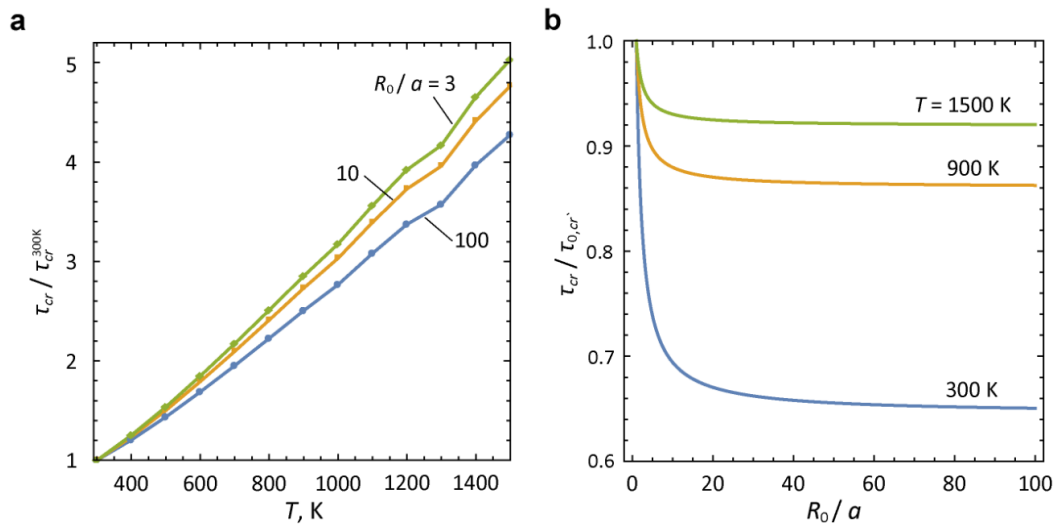 a
τcr / τcr300K
5
4
3
2
1
R0 / a = 3
10
100
400 600 800 1000 1200 1400
T, K
b
τcr / τ0,cr`
1.0
0.9
0.8
0.7
0.6
T = 1500 K
900 K
300 K
0 20 40 60 80 100
R0 / a